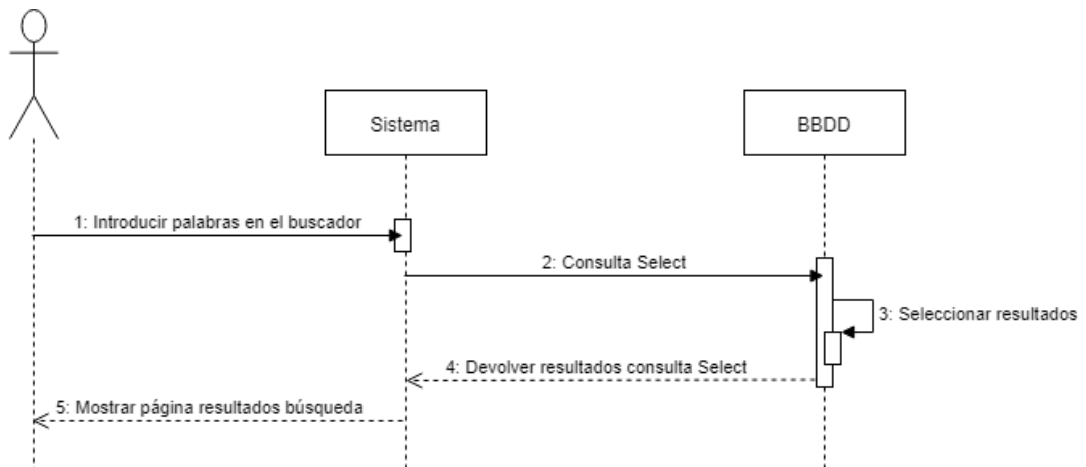 Sistema
BBDD
1: Introducir palabras en el buscador
2: Consulta Select
3: Seleccionar resultados
4: Devolver resultados consulta Select
5: Mostrar página resultados búsqueda